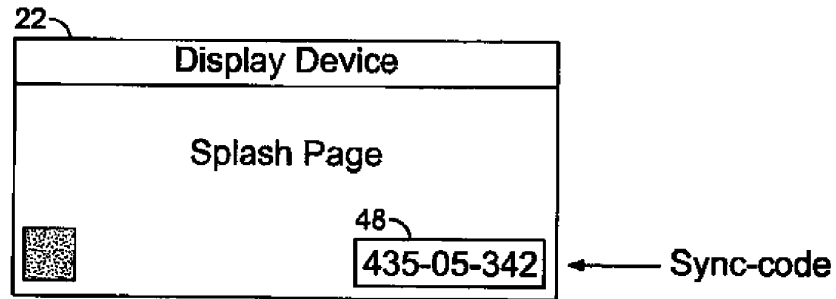 22
Display Device
Splash Page
48
435-05-342
Sync-code